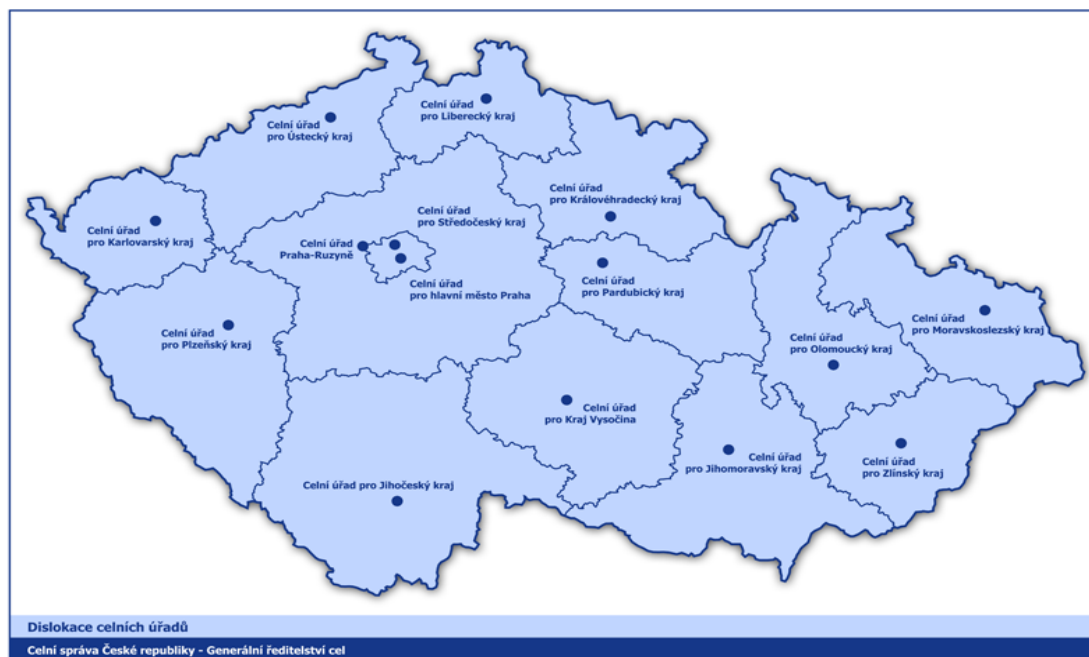 Celní úřad
pro Liberecký kraj
Celní úřad
pro Ústecký kraj
Celní úřad
pro Královéhradecký kraj
Celní úřad
pro Středočeský kraj
Celní úřad
pro Karlovarský kraj
Celní úřad
Praha-Ruzyně
Celní úřad
pro hlavní město Praha
Celní úřad
pro Pardubický kraj
Celní úřad
pro Moravskoslezský kraj
Celní úřad
pro Plzeňský kraj
Celní úřad
pro Olomoucký kraj
Celní úřad
pro Kraj Vysočina
Celní úřad
pro Jihomoravský kraj
Celní úřad
pro Zlínský kraj
Celní úřad pro Jihočeský kraj
Dislokace celních úřadů
Celní správa České republiky - Generální ředitelství cel